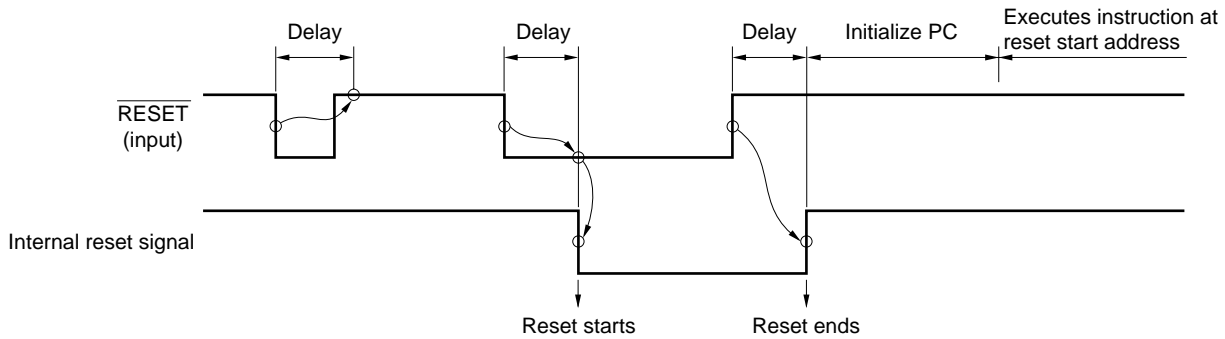 Delay
Delay
Delay
Initialize PC
Executes instruction at
reset start address
RESET
(input)
Internal reset signal
Reset starts
Reset ends